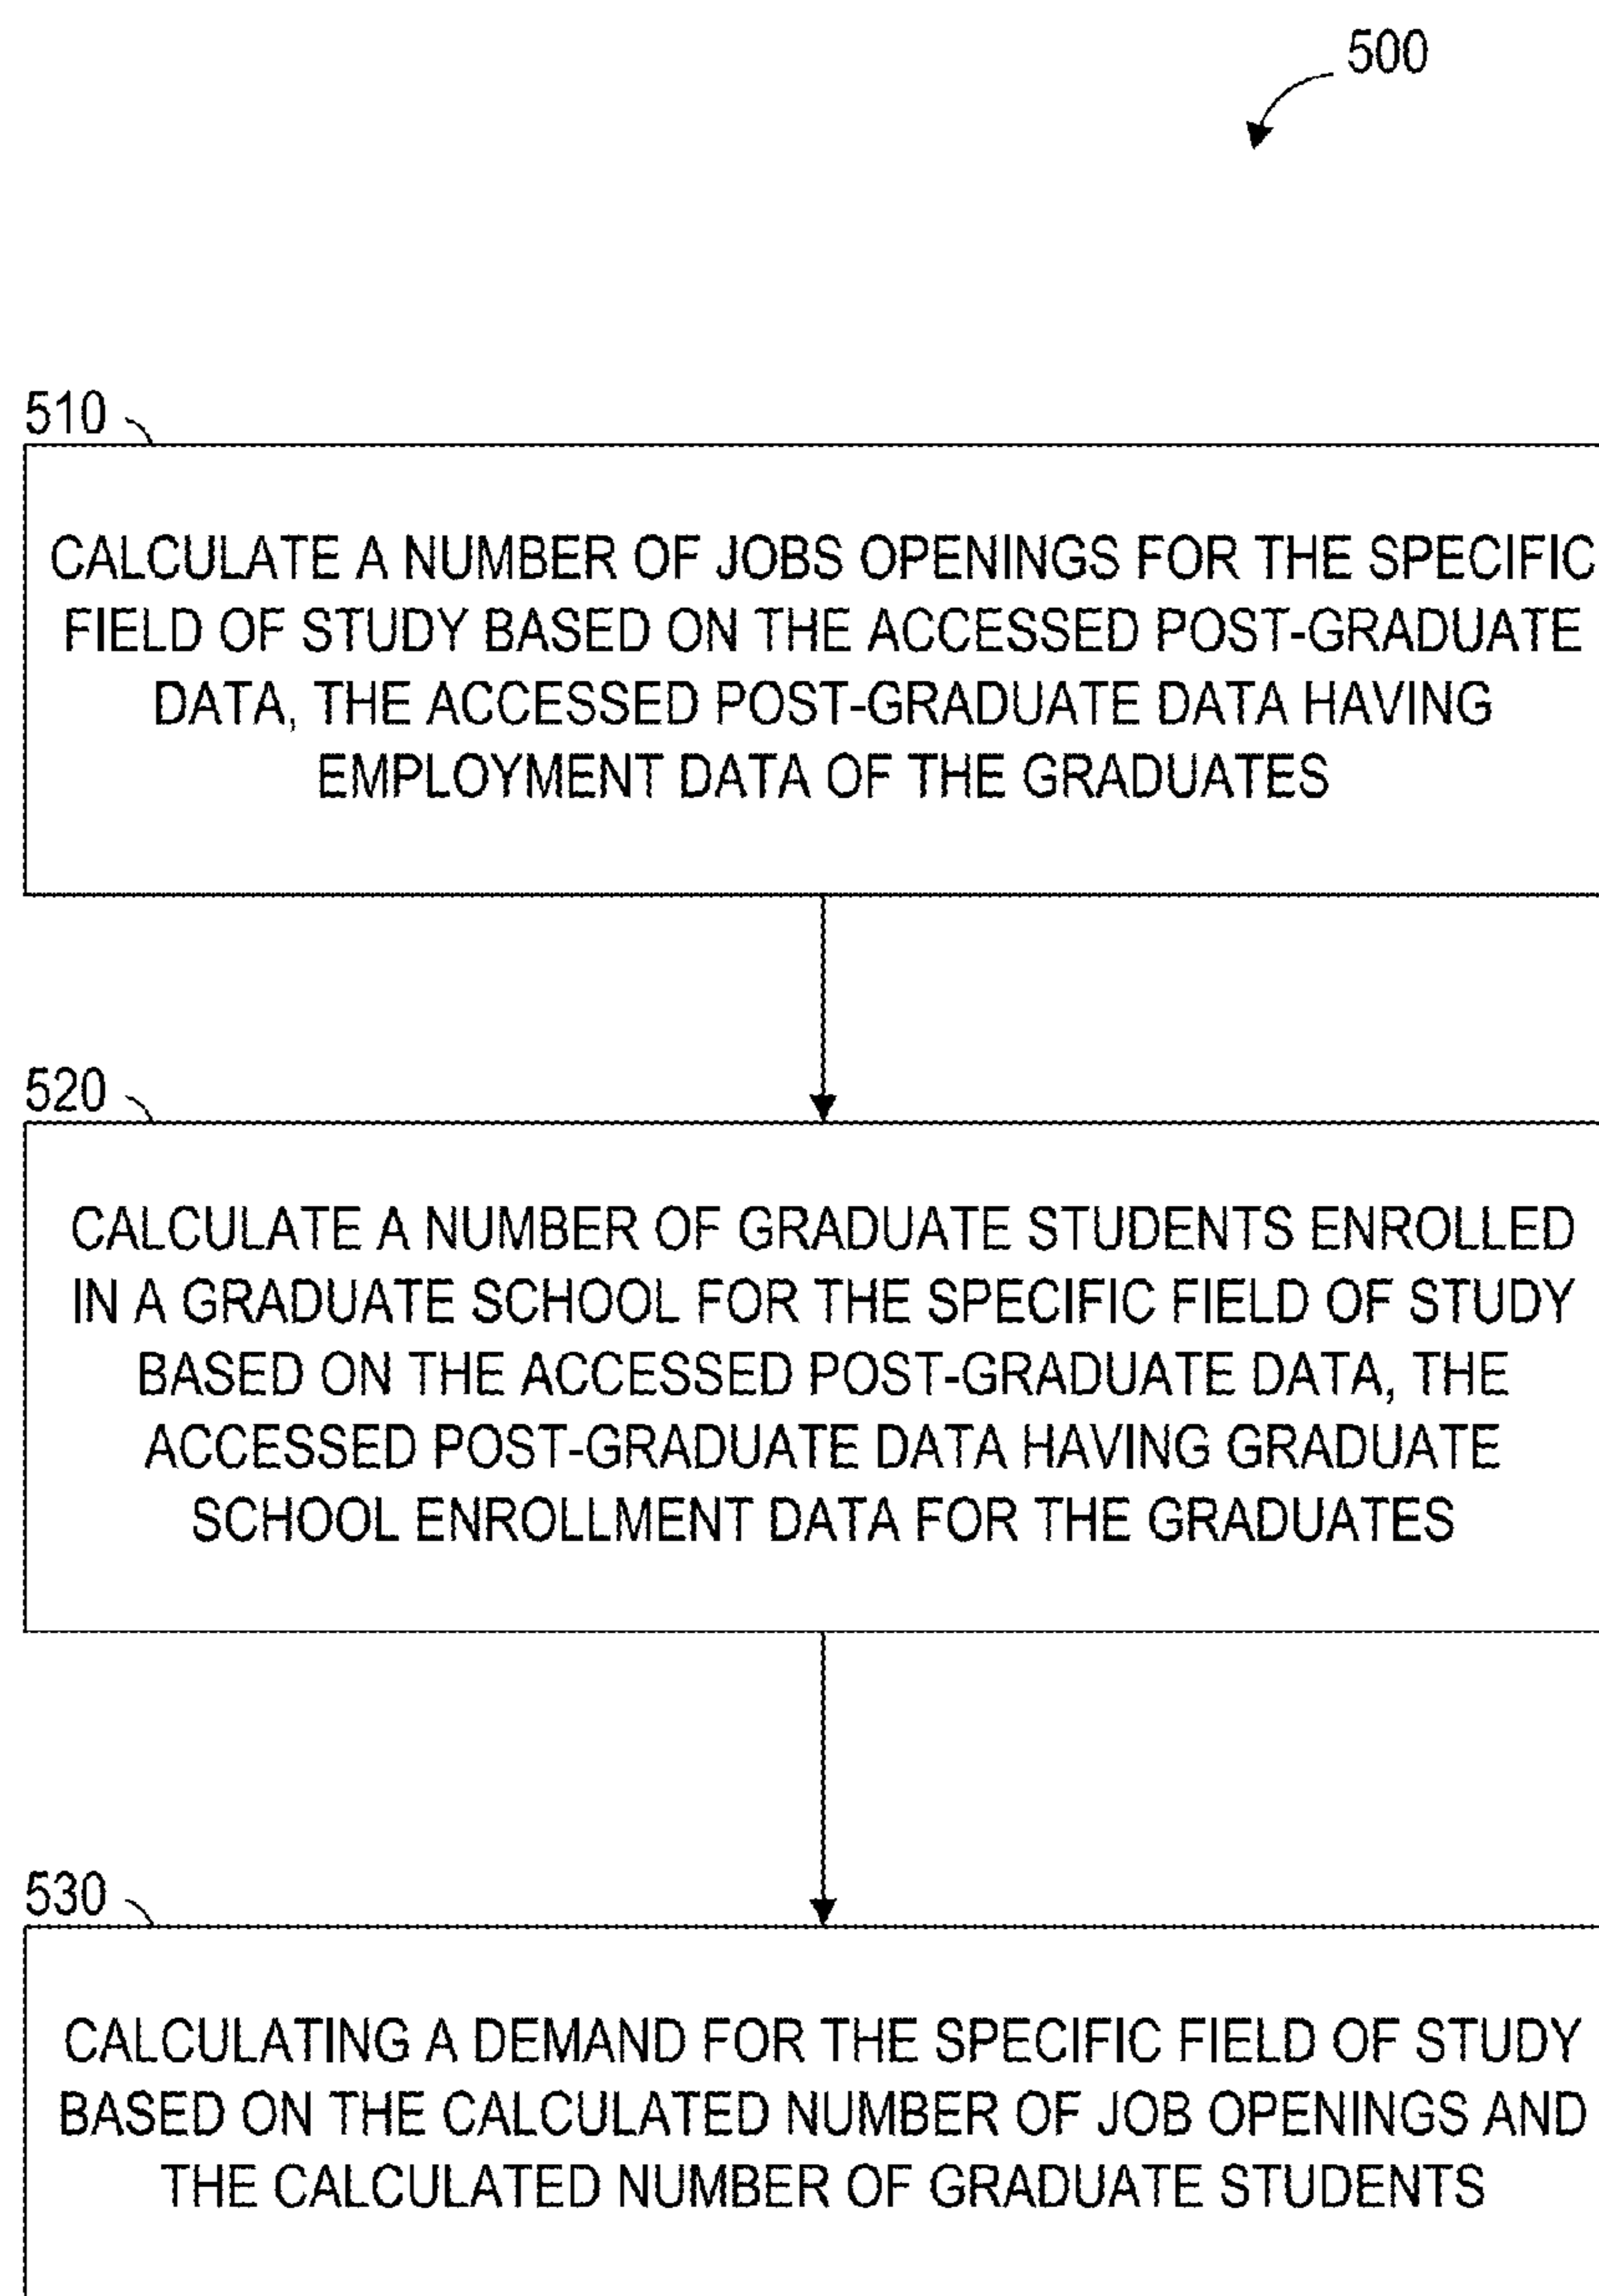 500
510
CALCULATE A NUMBER OF JOBS OPENINGS FOR THE SPECIFIC
FIELD OF STUDY BASED ON THE ACCESSED POST-GRADUATE
DATA, THE ACCESSED POST-GRADUATE DATA HAVING
EMPLOYMENT DATA OF THE GRADUATES
520
CALCULATE A NUMBER OF GRADUATE STUDENTS ENROLLED
IN A GRADUATE SCHOOL FOR THE SPECIFIC FIELD OF STUDY
BASED ON THE ACCESSED POST-GRADUATE DATA, THE
ACCESSED POST-GRADUATE DATA HAVING GRADUATE
SCHOOL ENROLLMENT DATA FOR THE GRADUATES
530
CALCULATING A DEMAND FOR THE SPECIFIC FIELD OF STUDY
BASED ON THE CALCULATED NUMBER OF JOB OPENINGS AND
THE CALCULATED NUMBER OF GRADUATE STUDENTS